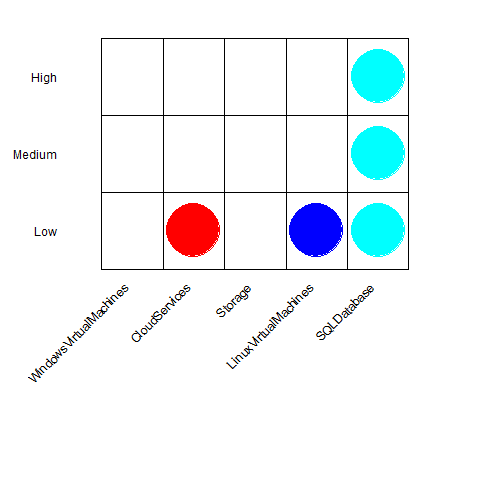 High
Medium
Low
WindowsVirtualMachines
CloudServices
Storage
LinuxVirtualMachines
SQLDatabase